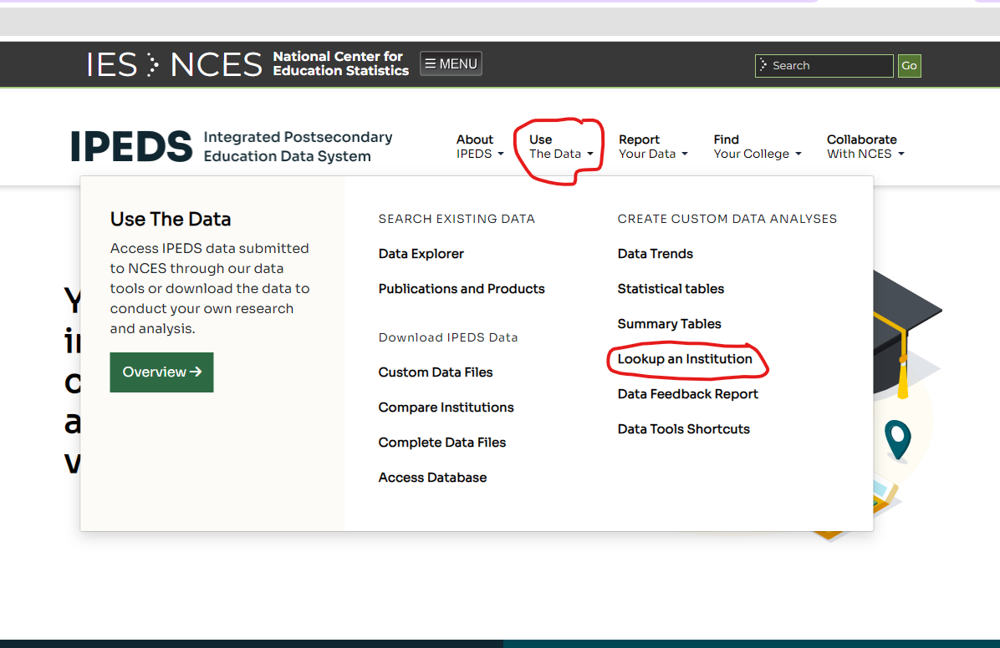 IES NCES National Center for
Education Statistics
MENU
Search
Go
IPEDS Integrated Postsecondary
Education Data System
About
IPEDS
Use
The Data
Report
Your Data
Find
Your College
Collaborate
With NCES
Use The Data
Access IPEDS data submitted
to NCES through our data
tools or download the data to
conduct your own research
and analysis.
Overview →
SEARCH EXISTING DATA
Data Explorer
Publications and Products
Download IPEDS Data
Custom Data Files
Compare Institutions
Complete Data Files
Access Database
CREATE CUSTOM DATA ANALYSES
Data Trends
Statistical tables
Summary Tables
Lookup an Institution
Data Feedback Report
Data Tools Shortcuts